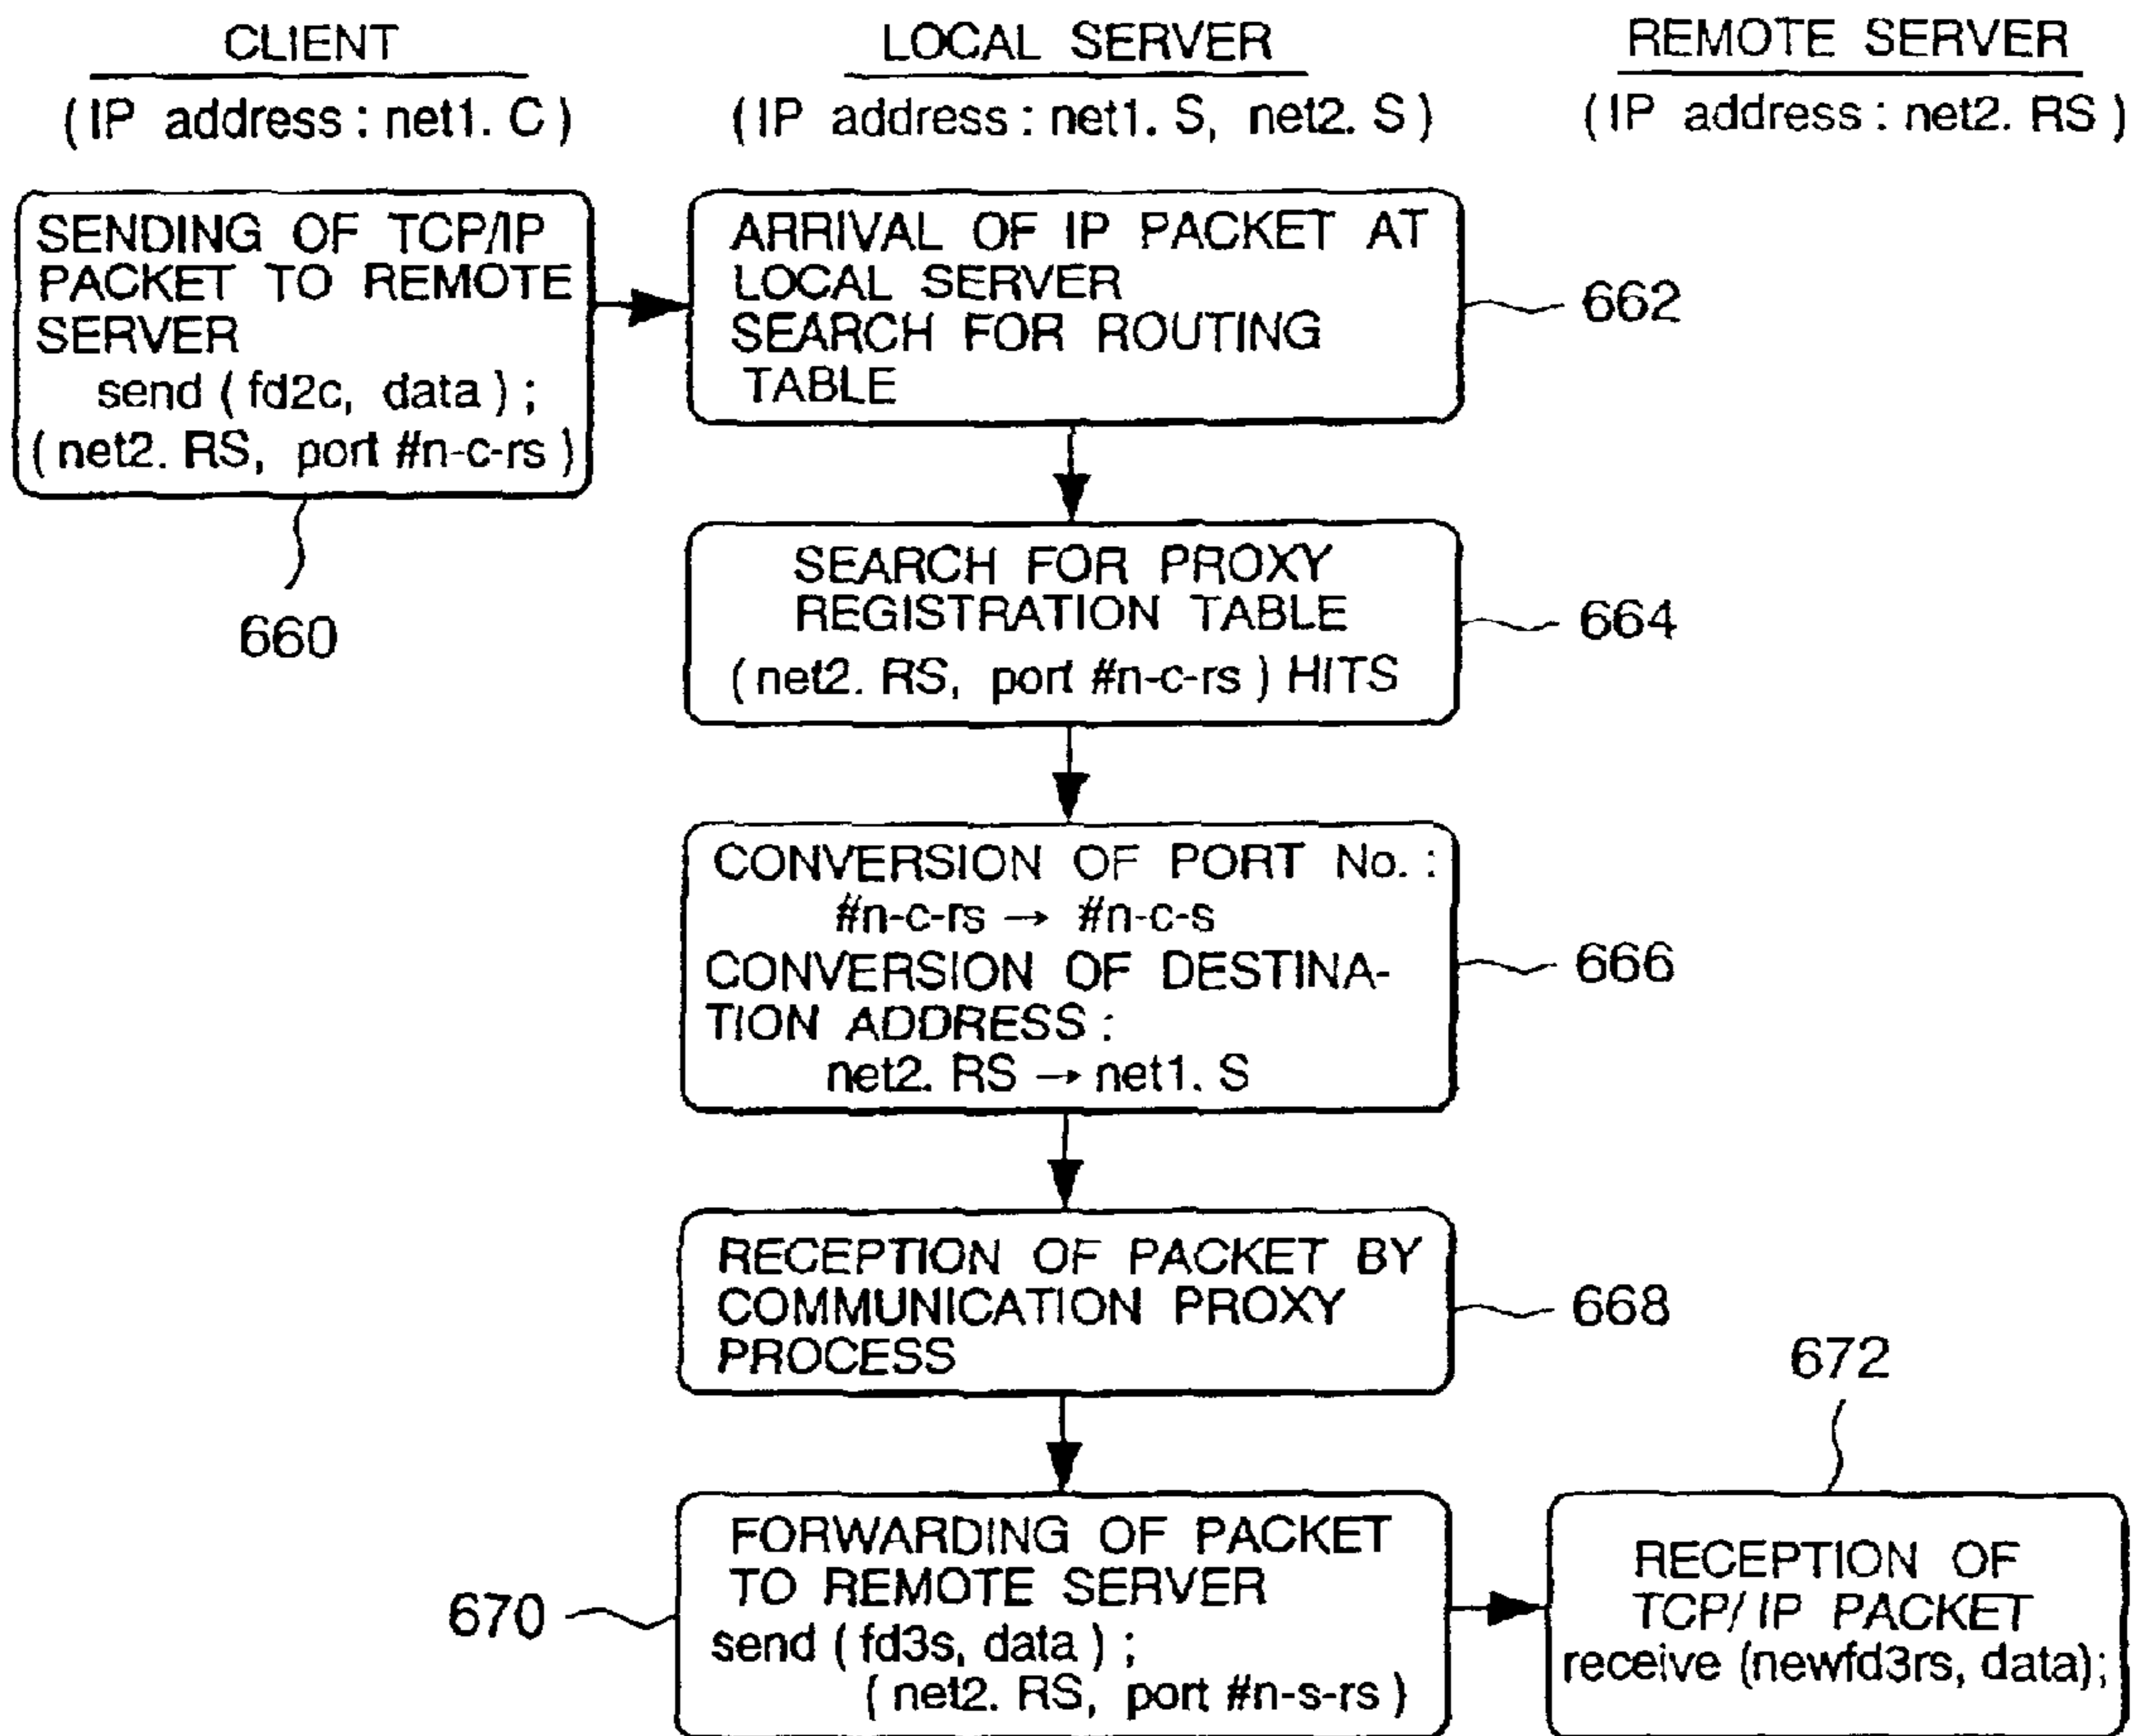 CLIENT
(IP address : net1. C)
LOCAL SERVER
(IP address : net1. S, net2. S)
REMOTE SERVER
(IP address : net2. RS)
SENDING OF TCP/IP
PACKET TO REMOTE
SERVER
send (fd2c, data) ;
(net2. RS, port #n-c-rs)
660
ARRIVAL OF IP PACKET AT
LOCAL SERVER
SEARCH FOR ROUTING
TABLE
662
SEARCH FOR PROXY
REGISTRATION TABLE
(net2. RS, port #n-c-rs) HITS
664
CONVERSION OF PORT No. :
#n-c-rs → #n-c-s
CONVERSION OF DESTINA-
TION ADDRESS :
net2. RS → net1. S
666
RECEPTION OF PACKET BY
COMMUNICATION PROXY
PROCESS
668
FORWARDING OF PACKET
TO REMOTE SERVER
send (fd3s, data) ;
(net2. RS, port #n-s-rs)
670
672
RECEPTION OF
TCP/IP PACKET
receive (newfd3rs, data);